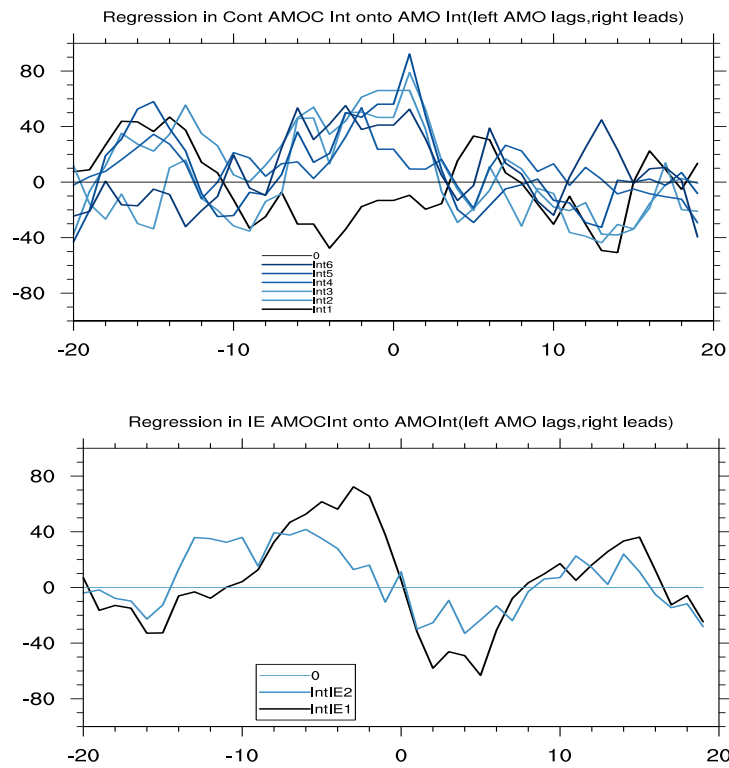 Regression in Cont AMOC Int onto AMO Int(left AMO lags,right leads)
80
40
0
-40
-80
0
Int6
Int5
Int4
Int3
Int2
Int1
-20
-10
0
10
20
Regression in IE AMOCInt onto AMOInt(left AMO lags,right leads)
80
40
0
-40
-80
0
IntIE2
IntIE1
-20
-10
0
10
20